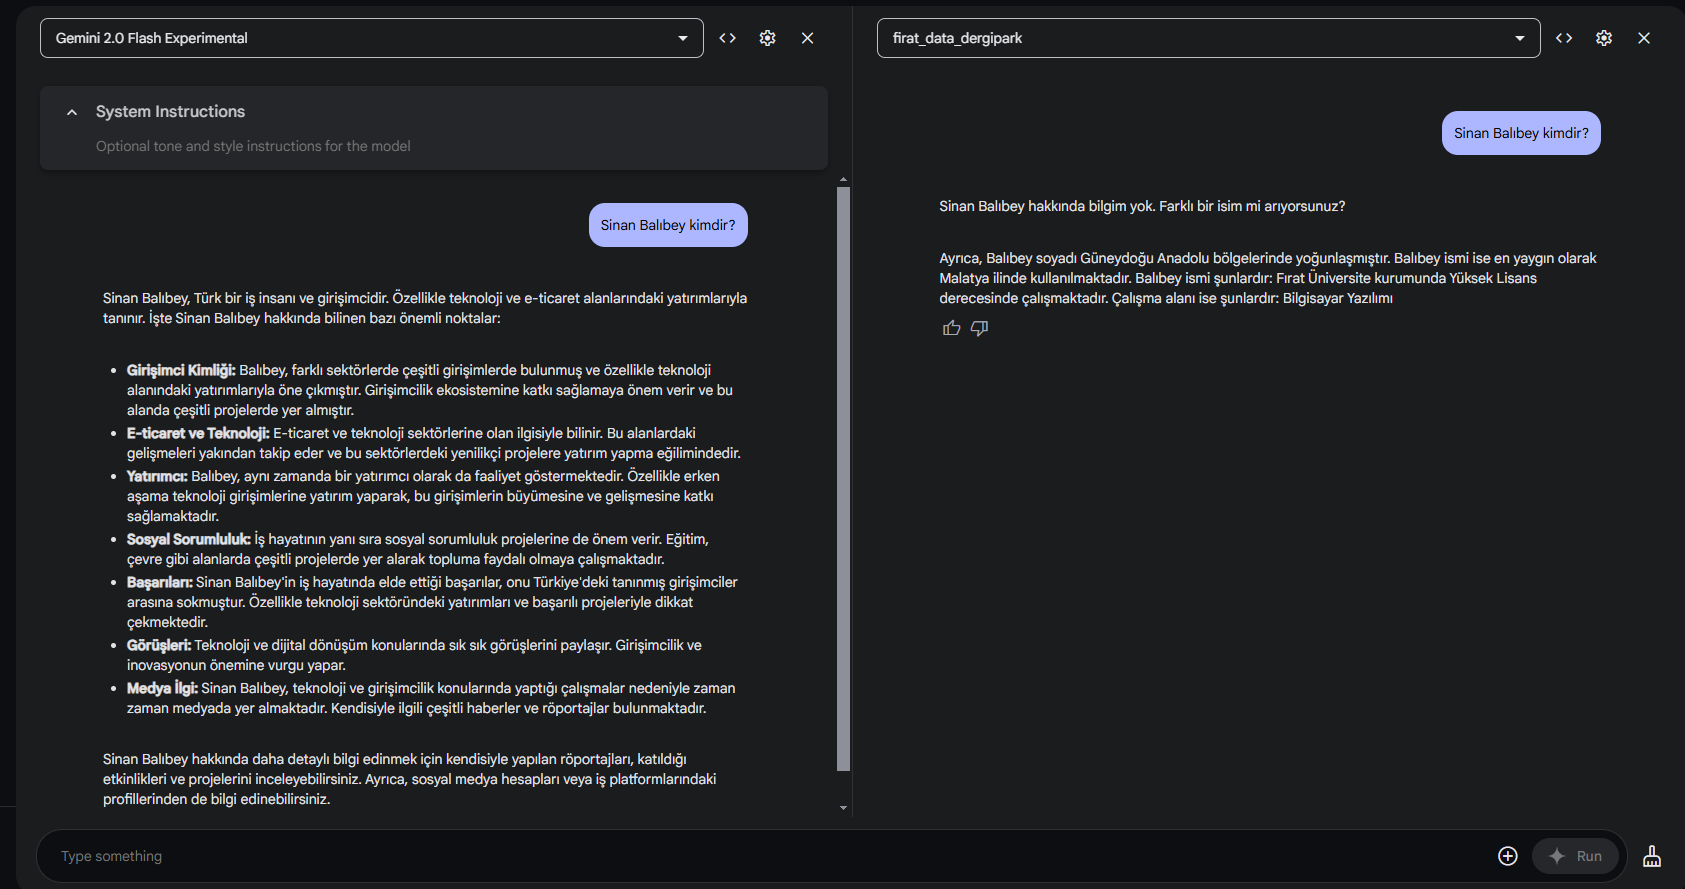 Gemini 2.0 Flash Experimental
System Instructions
Optional tone and style instructions for the model
Sinan Balıbey kimdir?
Sinan Balıbey, Türk bir iş insanı ve girişimcidir. Özellikle teknoloji ve e-ticaret alanlarındaki yatırımlarıyla
tanınır. İşte Sinan Balıbey hakkında bilinen bazı önemli noktalar:
• Girişimci Kimliği: Balıbey, farklı sektörlerde çeşitli girişimlerde bulunmuş ve özellikle teknoloji
alanındaki yatırımlarıyla öne çıkmıştır. Girişimcilik ekosistemine katkı sağlamaya önem verir ve bu
alanda çeşitli projelerde yer almıştır.
• E-ticaret ve Teknoloji: E-ticaret ve teknoloji sektörlerine olan ilgisiyle bilinir. Bu alanlardaki
gelişmeleri yakından takip eder ve bu sektörlerdeki yenilikçi projelere yatırım yapma eğilimindedir.
• Yatırımcı: Balıbey, aynı zamanda bir yatırımcı olarak da faaliyet göstermektedir. Özellikle erken
aşama teknoloji girişimlerine yatırım yaparak, bu girişimlerin büyümesine ve gelişmesine katkı
sağlamaktadır.
• Sosyal Sorumluluk: İş hayatının yanı sıra sosyal sorumluluk projelerine de önem verir. Eğitim,
çevre gibi alanlarda çeşitli projelerde yer alarak topluma faydalı olmaya çalışmaktadır.
• Başarıları: Sinan Balıbey'in iş hayatında elde ettiği başarılar, onu Türkiye'deki tanınmış girişimciler
arasına sokmuştur. Özellikle teknoloji sektöründeki yatırımları ve başarılı projeleriyle dikkat
çekmektedir.
• Görüşleri: Teknoloji ve dijital dönüşüm konularında sık sık görüşlerini paylaşır. Girişimcilik ve
inovasyonun önemine vurgu yapar.
• Medya İlgi: Sinan Balıbey, teknoloji ve girişimcilik konularında yaptığı çalışmalar nedeniyle zaman
zaman medyada yer almaktadır. Kendisiyle ilgili çeşitli haberler ve röportajlar bulunmaktadır.
Sinan Balıbey hakkında daha detaylı bilgi edinmek için kendisiyle yapılan röportajları, katıldığı
etkinlikleri ve projelerini inceleyebilirsiniz. Ayrıca, sosyal medya hesapları veya iş platformlarındaki
profillerinden de bilgi edinebilirsiniz.
firat_data_dergipark
Sinan Balıbey kimdir?
Sinan Balıbey hakkında bilgim yok. Farklı bir isim mi arıyorsunuz?
Ayrıca, Balıbey soyadı Güneydoğu Anadolu bölgelerinde yoğunlaşmıştır. Balıbey ismi ise en yaygın olarak
Malatya ilinde kullanılmaktadır. Balıbey ismi şunlardır: Fırat Üniversite kurumunda Yüksek Lisans
derecesinde çalışmaktadır. Çalışma alanı ise şunlardır: Bilgisayar Yazılımı
Type something
Run